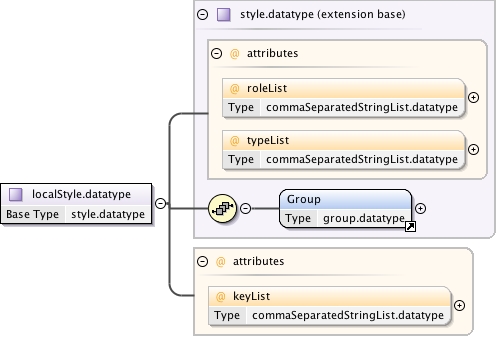 style.datatype (extension base)
@ attributes
@ roleList
Type commaSeparatedStringList.datatype
@ typeList
Type commaSeparatedStringList.datatype
localStyle.datatype
Base Type style.datatype
Group
Type group.datatype
@ attributes
@ keyList
Type commaSeparatedStringList.datatype